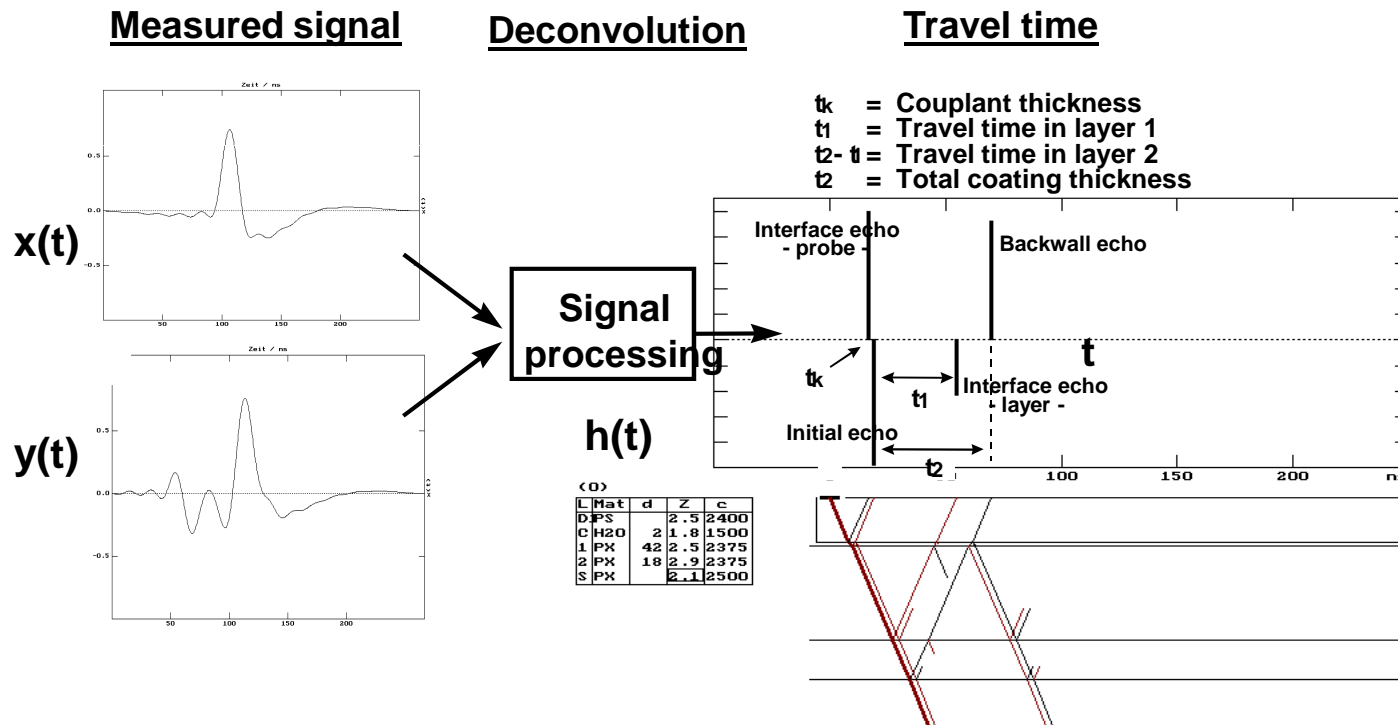 Measured signal
Deconvolution
Travel time
tk = Couplant thickness
t1 = Travel time in layer 1
t2- t1 = Travel time in layer 2
t2 = Total coating thickness
Zeit / ns
0.5
0.0
-0.5
x(t)
x(t)
50 100 150 200
Zeit / ns
0.5
0.0
-0.5
y(t)
x(t)
50 100 150 200
Signal
processing
h(t)
Interface echo
- probe -
Backwall echo
tk
t
t1
Interface echo
- layer -
Initial echo
t2
100 150 200 ns
(0)
L Mat d Z c
D PS 2.5 2400
C H2O 2 1.8 1500
1 PX 42 2.5 2375
2 PX 18 2.9 2375
S PX 2.1 2500